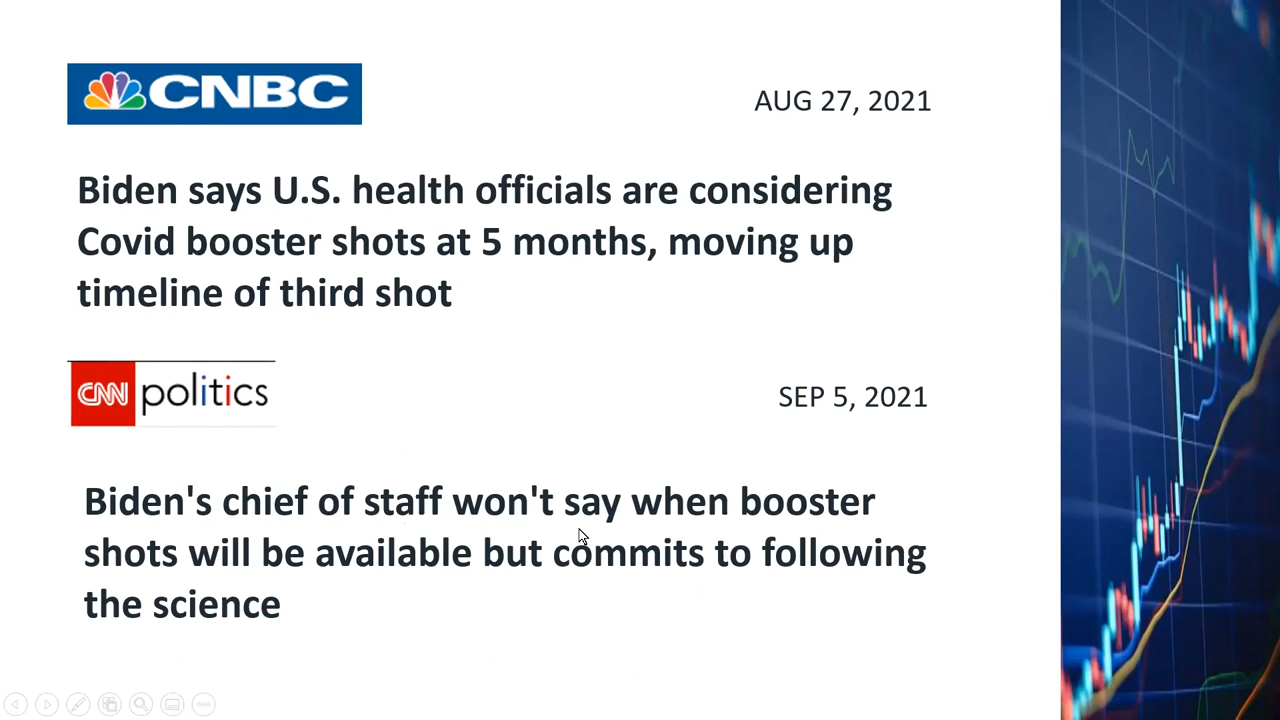 CNBC
AUG 27, 2021
Biden says U.S. health officials are considering
Covid booster shots at 5 months, moving up
timeline of third shot
CNN politics
SEP 5, 2021
Biden's chief of staff won't say when booster
shots will be available but commits to following
the science